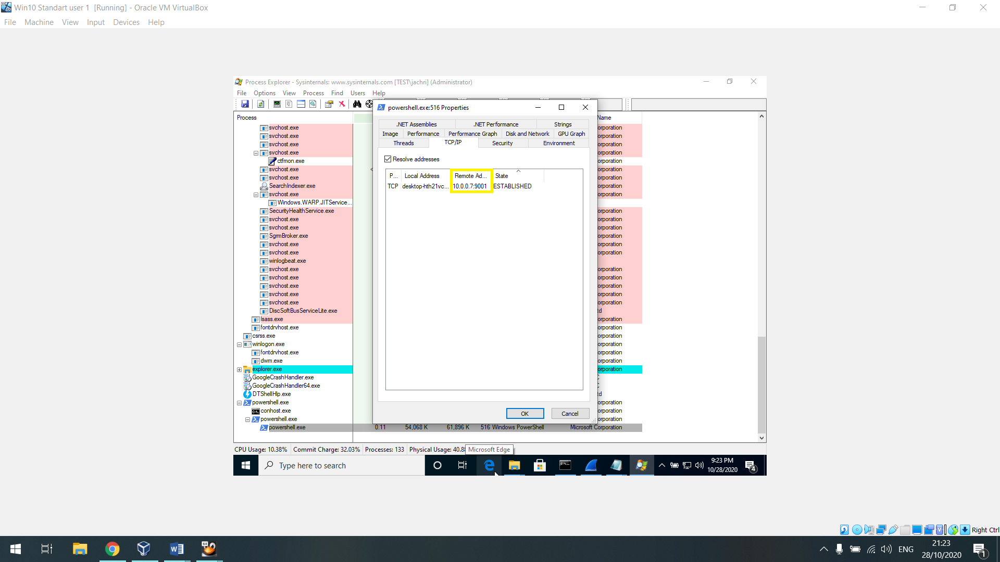 Win10 Standart user 1 [Running] - Oracle VM VirtualBox
File Machine View Input Devices Help
Process Explorer - Sysinternals: www.sysinternals.com [TEST\jachri] (Administrator)
File Options View Process Find Users Help
powershell.exe:516 Properties
.NET Assemblies .NET Performance Strings
Image Performance Performance Graph Disk and Network GPU Graph
Threads TCP/IP Security Environment
Resolve addresses
P... Local Address Remote Ad... State
TCP desktop-hth21vc... 10.0.0.7:9001 ESTABLISHED
OK Cancel
Process Name
svchost.exe orporation
svchost.exe orporation
svchost.exe orporation
svchost.exe orporation
ctfmon.exe orporation
svchost.exe orporation
svchost.exe orporation
SearchIndexer.exe orporation
svchost.exe orporation
Windows.WARP.JITService...
SecurityHealthService.exe orporation
svchost.exe orporation
svchost.exe orporation
SgrmBroker.exe orporation
svchost.exe orporation
svchost.exe orporation
winlogbeat.exe
svchost.exe orporation
svchost.exe orporation
svchost.exe orporation
svchost.exe orporation
svchost.exe orporation
DiscSoftBusServiceLite.exe td
lsass.exe orporation
fontdrvhost.exe orporation
csrss.exe orporation
winlogon.exe orporation
fontdrvhost.exe orporation
dwm.exe orporation
explorer.exe orporation
GoogleCrashHandler.exe
GoogleCrashHandler64.exe
DTShellHlp.exe td
powershell.exe orporation
conhost.exe orporation
powershell.exe orporation
powershell.exe 0.11 54,068 K 61,896 K 516 Windows PowerShell Microsoft Corporation
CPU Usage: 10.38% Commit Charge: 32.03% Processes: 133 Physical Usage: 40.8
Microsoft Edge
Type here to search
9:23 PM
10/28/2020
4
Right Ctrl
ENG
21:23
28/10/2020
1